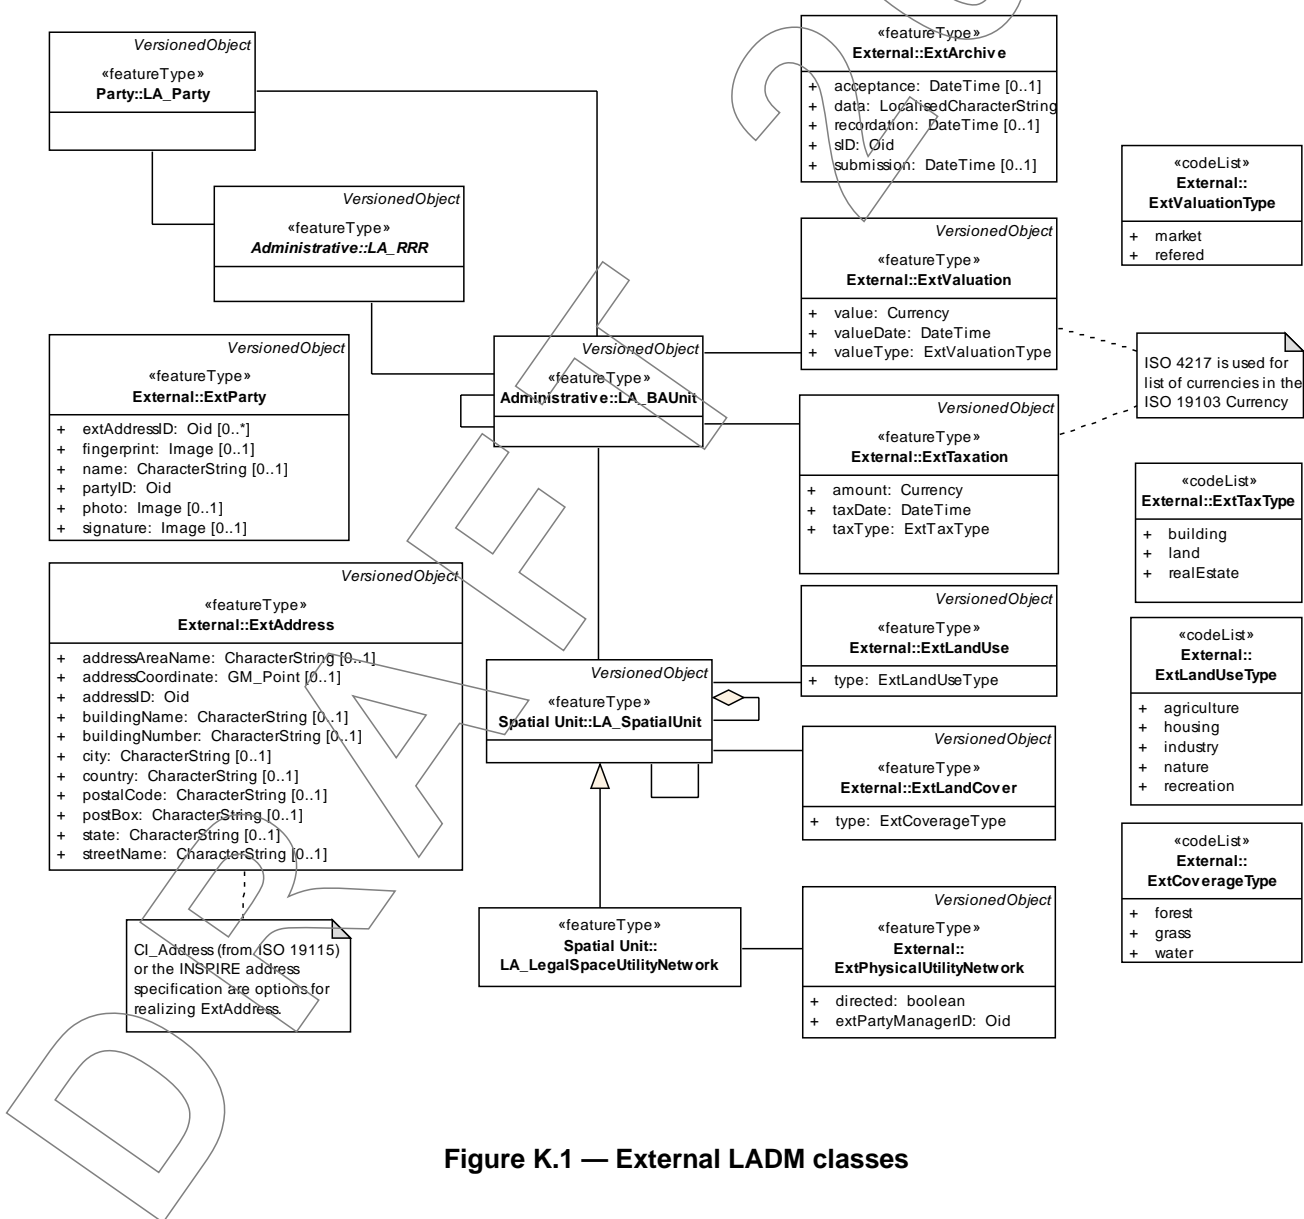 VersionedObject
«featureType»
Party::LA_Party
VersionedObject
«featureType»
Administrative::LA_RRR
VersionedObject
«featureType»
External::ExtParty
+ extAddressID: Oid [0..*]
+ fingerprint: Image [0..1]
+ name: CharacterString [0..1]
+ partyID: Oid
+ photo: Image [0..1]
+ signature: Image [0..1]
VersionedObject
«featureType»
External::ExtAddress
+ addressAreaName: CharacterString [0..1]
+ addressCoordinate: GM_Point [0..1]
+ addressID: Oid
+ buildingName: CharacterString [0..1]
+ buildingNumber: CharacterString [0..1]
+ city: CharacterString [0..1]
+ country: CharacterString [0..1]
+ postalCode: CharacterString [0..1]
+ postBox: CharacterString [0..1]
+ state: CharacterString [0..1]
+ streetName: CharacterString [0..1]
CI_Address (from ISO 19115)
or the INSPIRE address
specification are options for
realizing ExtAddress.
VersionedObject
«featureType»
Administrative::LA_BAUnit
VersionedObject
«featureType»
Spatial Unit::LA_SpatialUnit
«featureType»
Spatial Unit::
LA_LegalSpaceUtilityNetwork
«featureType»
External::ExtArchive
+ acceptance: DateTime [0..1]
+ data: LocalisedCharacterString
+ recordation: DateTime [0..1]
+ sID: Oid
+ submission: DateTime [0..1]
VersionedObject
«featureType»
External::ExtValuation
+ value: Currency
+ valueDate: DateTime
+ valueType: ExtValuationType
VersionedObject
«featureType»
External::ExtTaxation
+ amount: Currency
+ taxDate: DateTime
+ taxType: ExtTaxType
VersionedObject
«featureType»
External::ExtLandUse
+ type: ExtLandUseType
VersionedObject
«featureType»
External::ExtLandCover
+ type: ExtCoverageType
VersionedObject
«featureType»
External::
ExtPhysicalUtilityNetwork
+ directed: boolean
+ extPartyManagerID: Oid
«codeList»
External::
ExtValuationType
+ market
+ refered
ISO 4217 is used for
list of currencies in the
ISO 19103 Currency
«codeList»
External::ExtTaxType
+ building
+ land
+ realEstate
«codeList»
External::
ExtLandUseType
+ agriculture
+ housing
+ industry
+ nature
+ recreation
«codeList»
External::
ExtCoverageType
+ forest
+ grass
+ water
DRAFT 2
Figure K.1 — External LADM classes